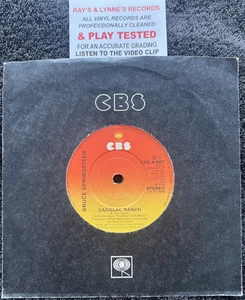 RAY'S & LYNNE'S RECORDS
ALL VINYL RECORDS ARE
PROFESSIONALLY CLEANED
& PLAY TESTED
FOR AN ACCURATE GRADING
LISTEN TO THE VIDEO CLIP
CBS
CBS
BRUCE SPRINGSTEEN
STEREO
CADILLAC RANCH